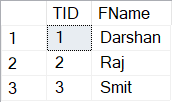 TID FName
1 1 Darshan
2 2 Raj
3 3 Smit